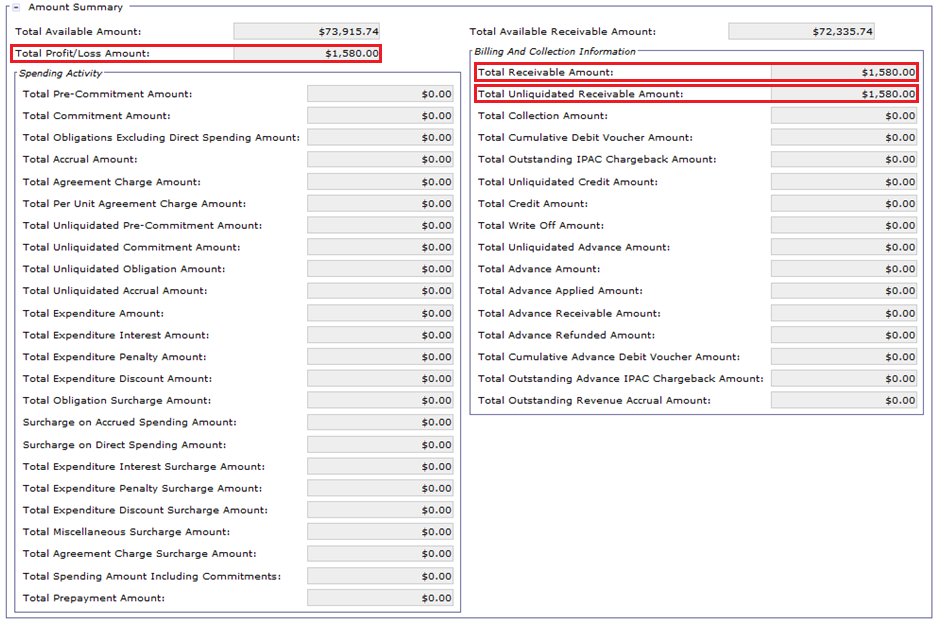 Amount Summary
Total Available Amount: $73,915.74
Total Profit/Loss Amount: $1,580.00
Spending Activity
Total Pre-Commitment Amount: $0.00
Total Commitment Amount: $0.00
Total Obligations Excluding Direct Spending Amount: $0.00
Total Accrual Amount: $0.00
Total Agreement Charge Amount: $0.00
Total Per Unit Agreement Charge Amount: $0.00
Total Unliquidated Pre-Commitment Amount: $0.00
Total Unliquidated Commitment Amount: $0.00
Total Unliquidated Obligation Amount: $0.00
Total Unliquidated Accrual Amount: $0.00
Total Expenditure Amount: $0.00
Total Expenditure Interest Amount: $0.00
Total Expenditure Penalty Amount: $0.00
Total Expenditure Discount Amount: $0.00
Total Obligation Surcharge Amount: $0.00
Surcharge on Accrued Spending Amount: $0.00
Surcharge on Direct Spending Amount: $0.00
Total Expenditure Interest Surcharge Amount: $0.00
Total Expenditure Penalty Surcharge Amount: $0.00
Total Expenditure Discount Surcharge Amount: $0.00
Total Miscellaneous Surcharge Amount: $0.00
Total Agreement Charge Surcharge Amount: $0.00
Total Spending Amount Including Commitments: $0.00
Total Prepayment Amount: $0.00
Total Available Receivable Amount: $72,335.74
Billing And Collection Information
Total Receivable Amount: $1,580.00
Total Unliquidated Receivable Amount: $1,580.00
Total Collection Amount: $0.00
Total Cumulative Debit Voucher Amount: $0.00
Total Outstanding IPAC Chargeback Amount: $0.00
Total Unliquidated Credit Amount: $0.00
Total Credit Amount: $0.00
Total Write Off Amount: $0.00
Total Unliquidated Advance Amount: $0.00
Total Advance Amount: $0.00
Total Advance Applied Amount: $0.00
Total Advance Receivable Amount: $0.00
Total Advance Refunded Amount: $0.00
Total Cumulative Advance Debit Voucher Amount: $0.00
Total Outstanding Advance IPAC Chargeback Amount: $0.00
Total Outstanding Revenue Accrual Amount: $0.00